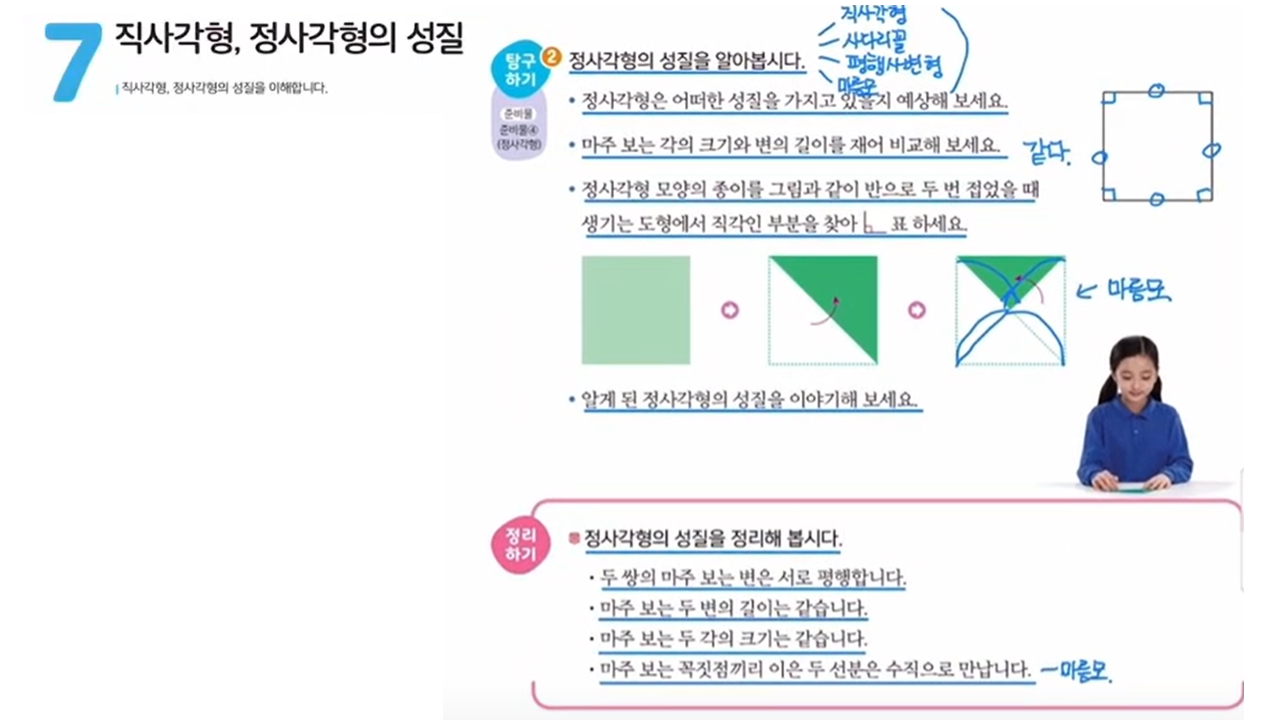 7
직사각형, 정사각형의 성질
직사각형, 정사각형의 성질을 이해합니다.
탐구
하기
준비물
준비물④
(정사각형)
2 정사각형의 성질을 알아봅시다.
직사각형
사다리꼴
평행사변형
마름모
• 정사각형은 어떠한 성질을 가지고 있을지 예상해 보세요.
• 마주 보는 각의 크기와 변의 길이를 재어 비교해 보세요.
같다.
• 정사각형 모양의 종이를 그림과 같이 반으로 두 번 접었을 때
생기는 도형에서 직각인 부분을 찾아 표 하세요.
← 마름모
• 알게 된 정사각형의 성질을 이야기해 보세요.
정리
하기
정사각형의 성질을 정리해 봅시다.
· 두 쌍의 마주 보는 변은 서로 평행합니다.
· 마주 보는 두 변의 길이는 같습니다.
· 마주 보는 두 각의 크기는 같습니다.
· 마주 보는 꼭짓점끼리 이은 두 선분은 수직으로 만납니다. ─마름모.